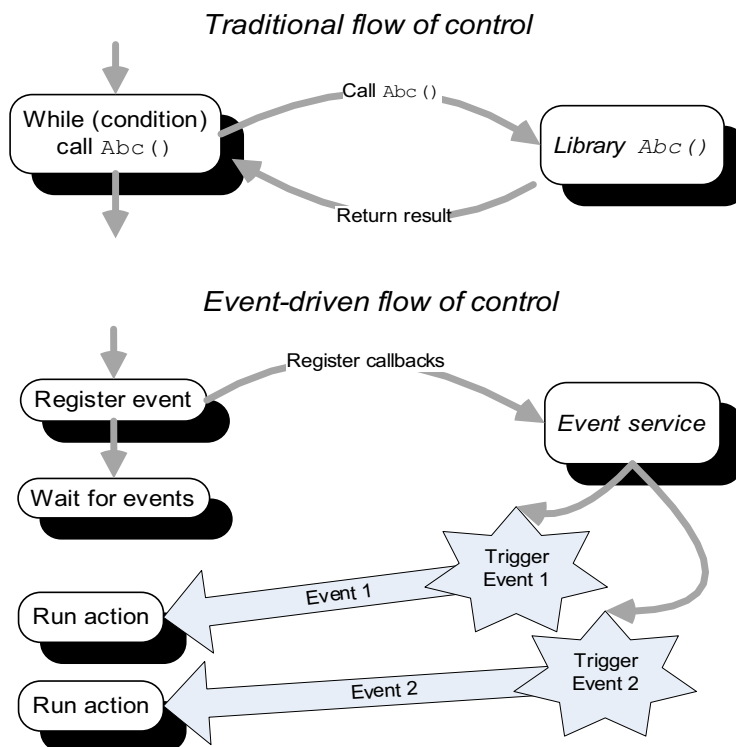 Traditional flow of control
While (condition)
call Abc()
Call Abc()
Library Abc()
Return result
Event-driven flow of control
Register callbacks
Register event
Event service
Wait for events
Trigger
Event 1
Event 1
Run action
Trigger
Event 2
Event 2
Run action